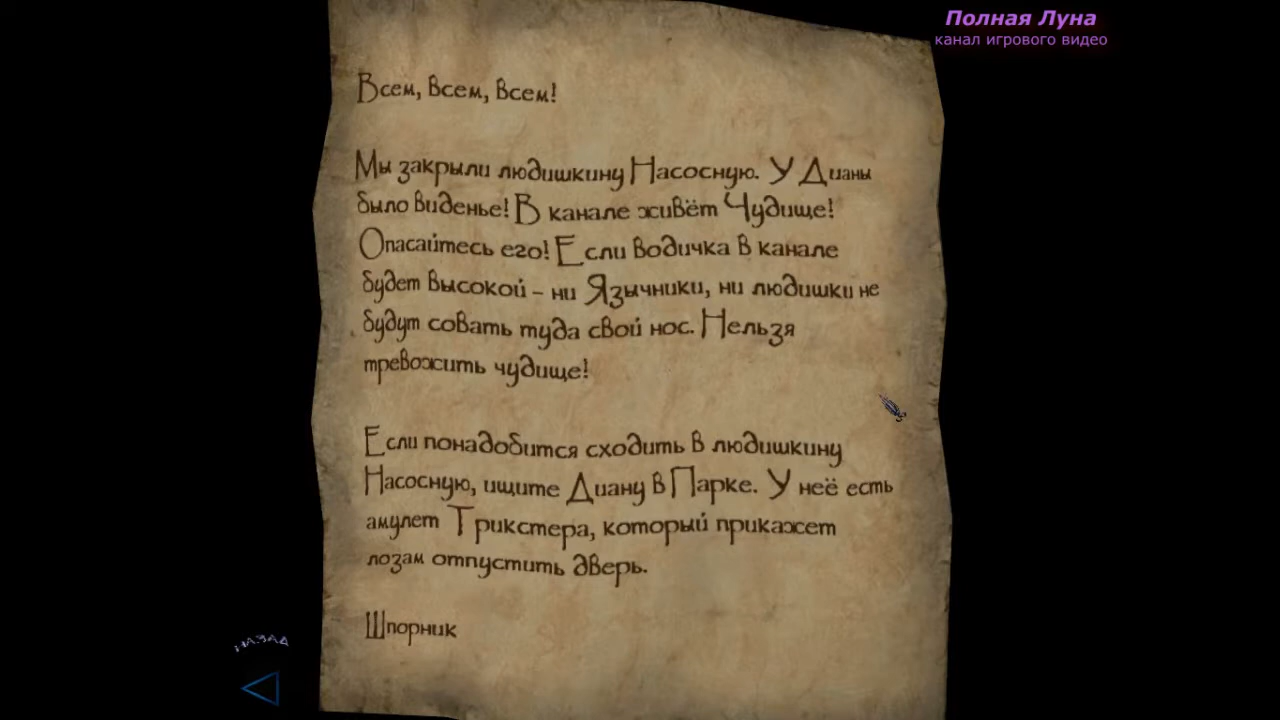 Полная Луна
канал игрового видео
Всем, всем, всем!
Мы закрыли людишкину Насосную. У Дианы
было виденье! В канале живёт Чудище!
Опасайтесь его! Если водичка в канале
будет высокой – ни Язычники, ни людишки не
будут совать туда свой нос. Нельзя
тревожить чудище!
Если понадобится сходить в людишкину
Насосную, ищите Диану в Парке. У неё есть
амулет Трикстера, который прикажет
лозам отпустить дверь.
Шпорник
НАЗАД